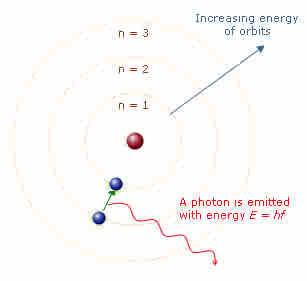 Increasing energy
of orbits
n = 3
n = 2
n = 1
A photon is emitted
with energy E = hf